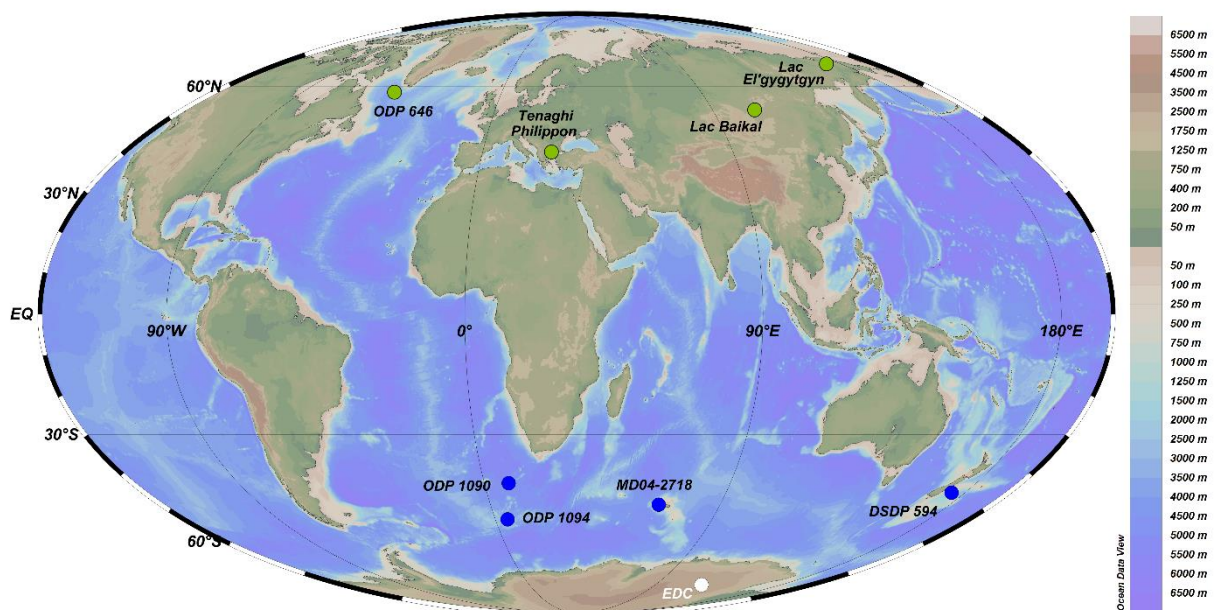 Lac
El'gygytgyn
60°N
ODP 646
Tenaghi
Philippon
Lac Baikal
30°N
EQ
90°W
0°
90°E
180°E
30°S
ODP 1090
MD04-2718
ODP 1094
DSDP 594
60°S
EDC
Ocean Data View
6500 m
5500 m
4500 m
3500 m
2500 m
1750 m
750 m
400 m
200 m
50 m
50 m
100 m
250 m
500 m
750 m
1000 m
1250 m
2000 m
2500 m
3000 m
3500 m
4000 m
4500 m
5000 m
5500 m
6000 m
6500 m